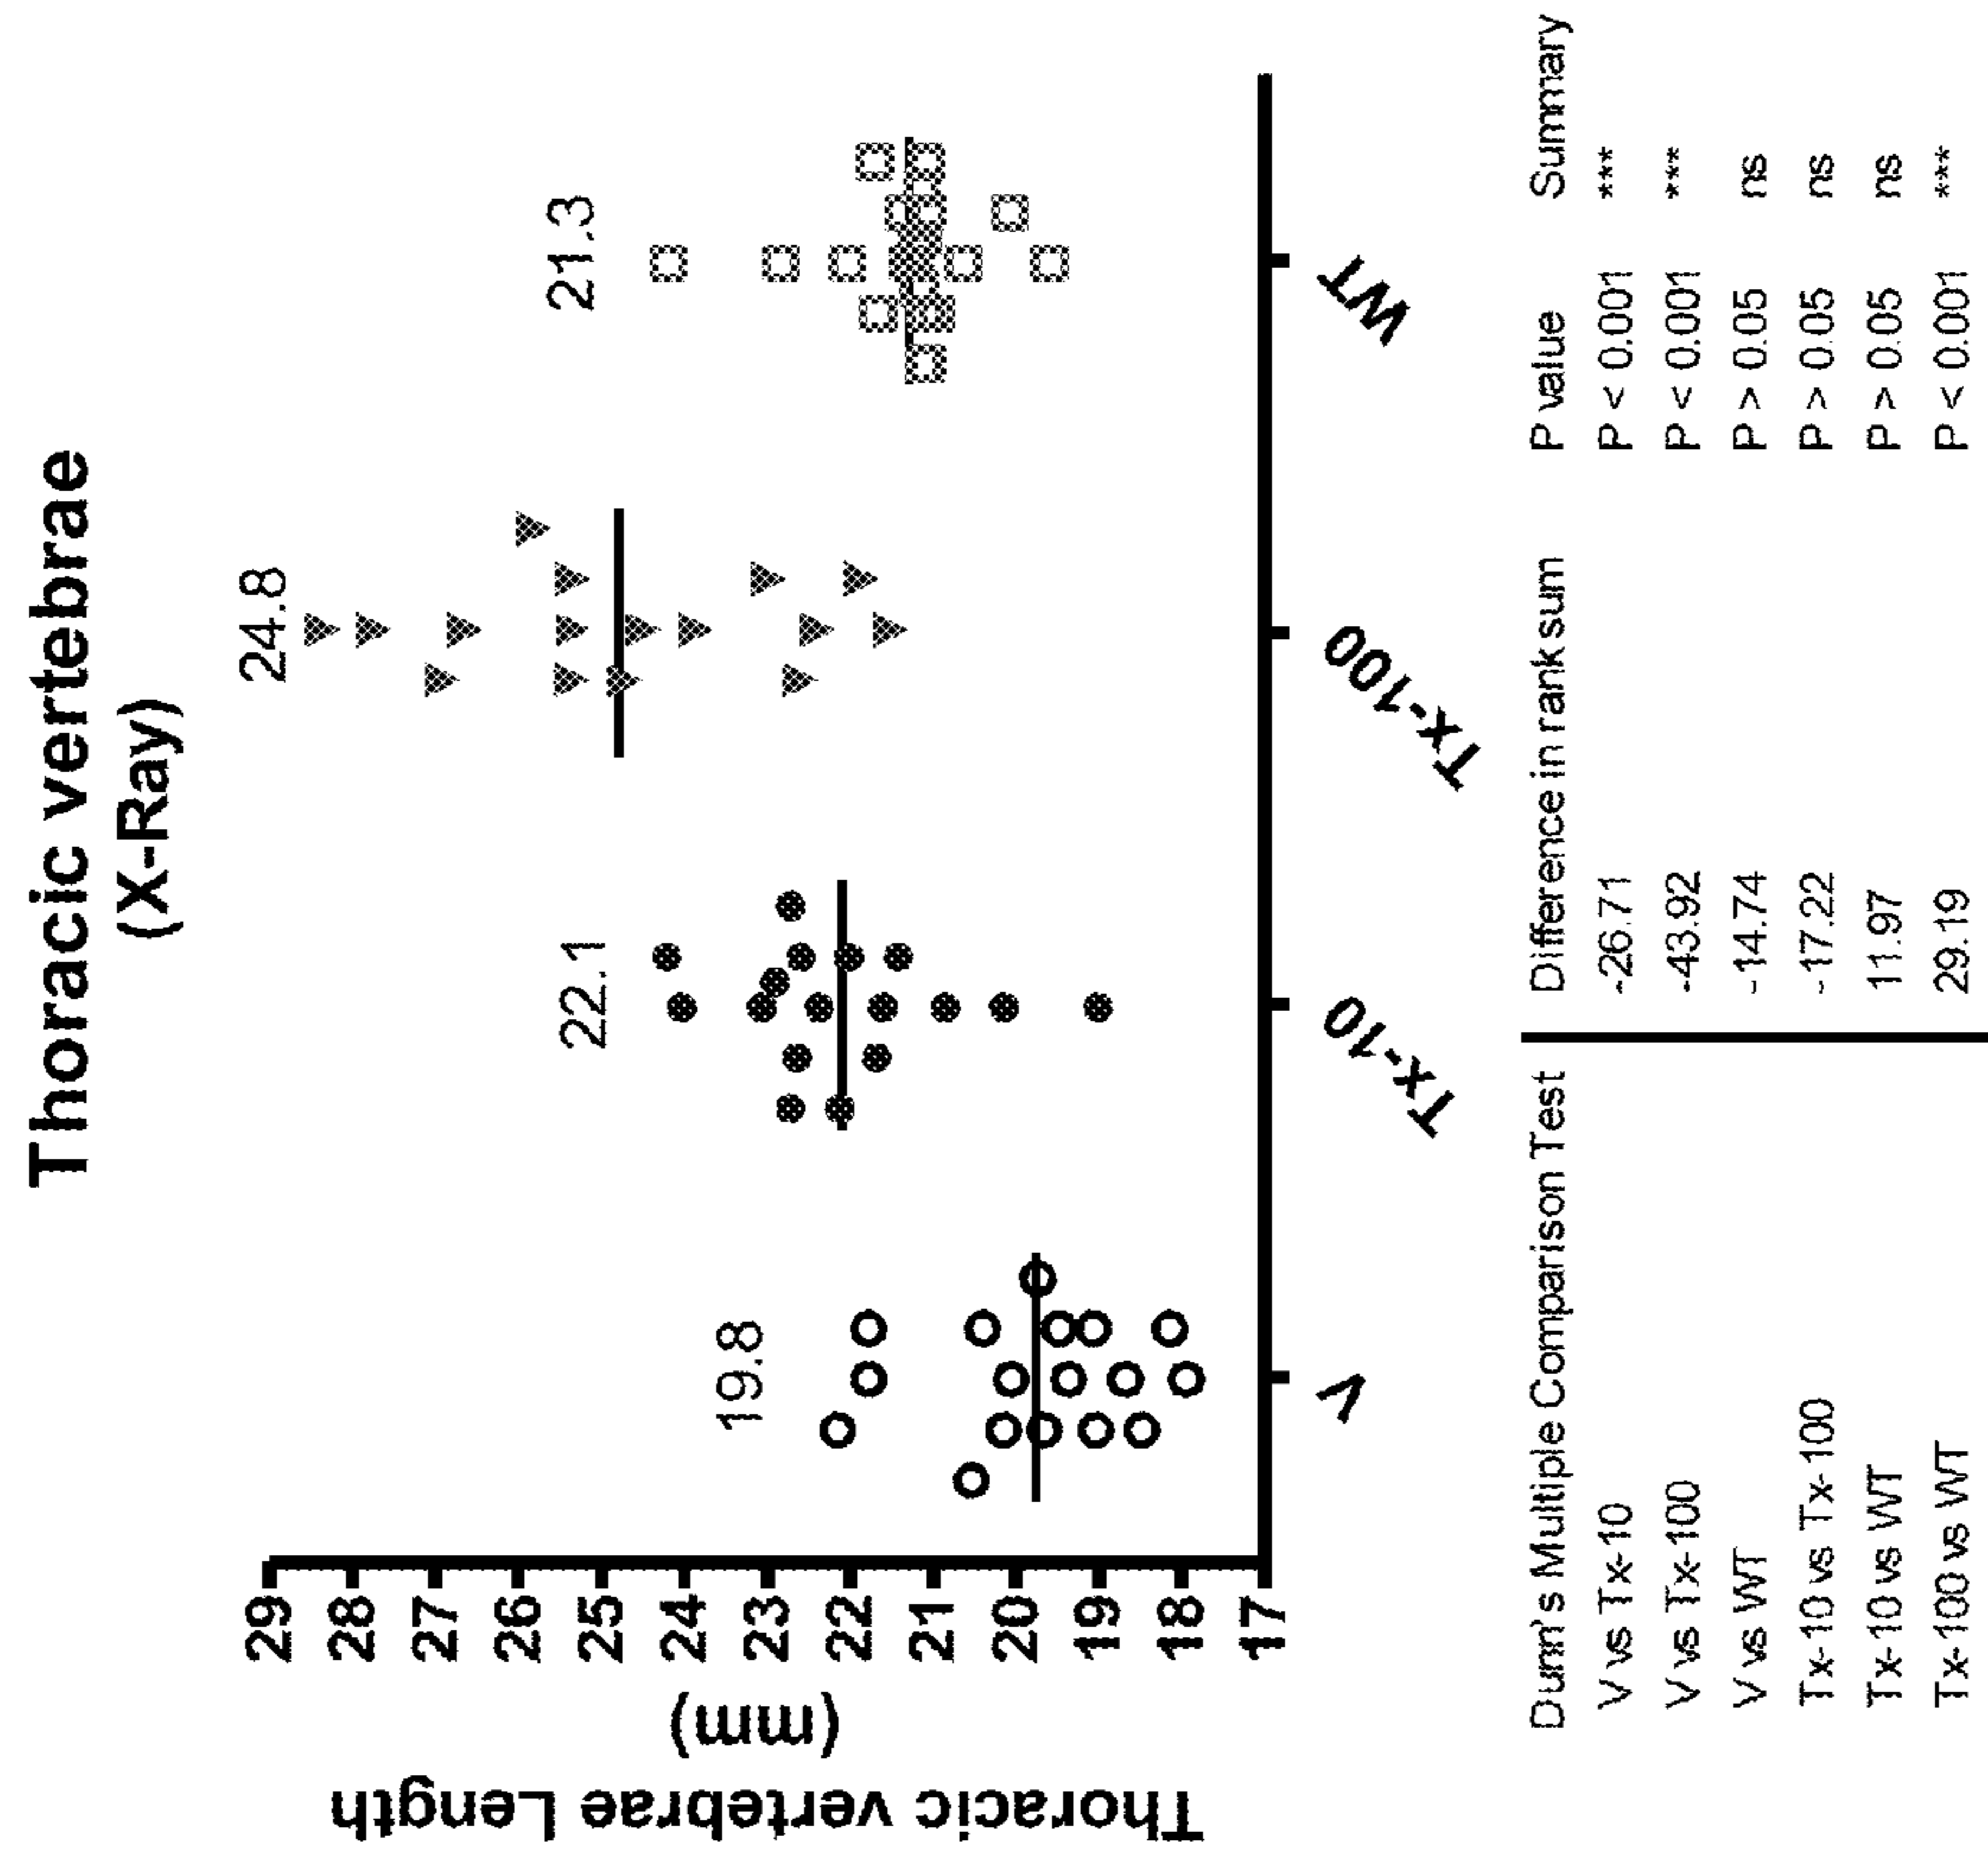 Thoracic vertebrae
(X-Ray)
Thoracic vertebrae Length
(mm)
29
28
27
26
25
24
23
22
21
20
19
18
17
19.8
22.1
24.8
21.3
V
Tx-10
Tx-100
WT
Dunn's Multiple Comparison Test Difference in rank sum P value Summary
V vs Tx-10 -26.71 P < 0.001 ***
V vs Tx-100 -43.92 P < 0.001 ***
V vs WT -14.74 P > 0.05 ns
Tx-10 vs Tx-100 -17.22 P > 0.05 ns
Tx-10 vs WT 11.97 P > 0.05 ns
Tx-100 vs WT 29.19 P < 0.001 ***